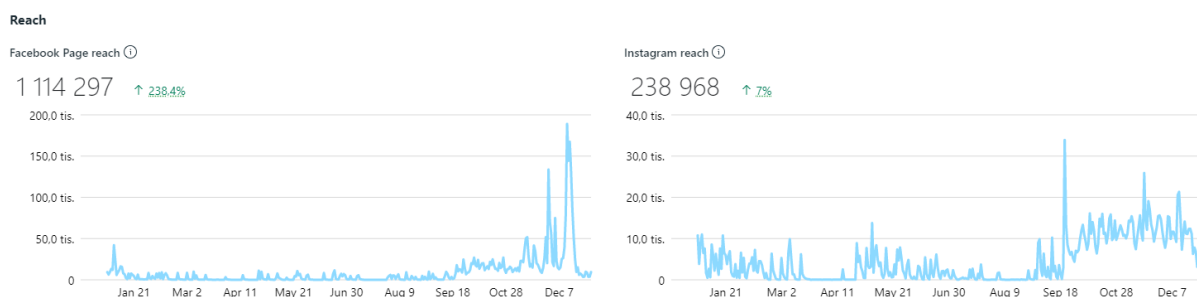 Reach
Facebook Page reach
1 114 297 ↑ 238,4%
200,0 tis.
150,0 tis.
100,0 tis.
50,0 tis.
0
Jan 21 Mar 2 Apr 11 May 21 Jun 30 Aug 9 Sep 18 Oct 28 Dec 7
Instagram reach
238 968 ↑ 7%
40,0 tis.
30,0 tis.
20,0 tis.
10,0 tis.
0
Jan 21 Mar 2 Apr 11 May 21 Jun 30 Aug 9 Sep 18 Oct 28 Dec 7